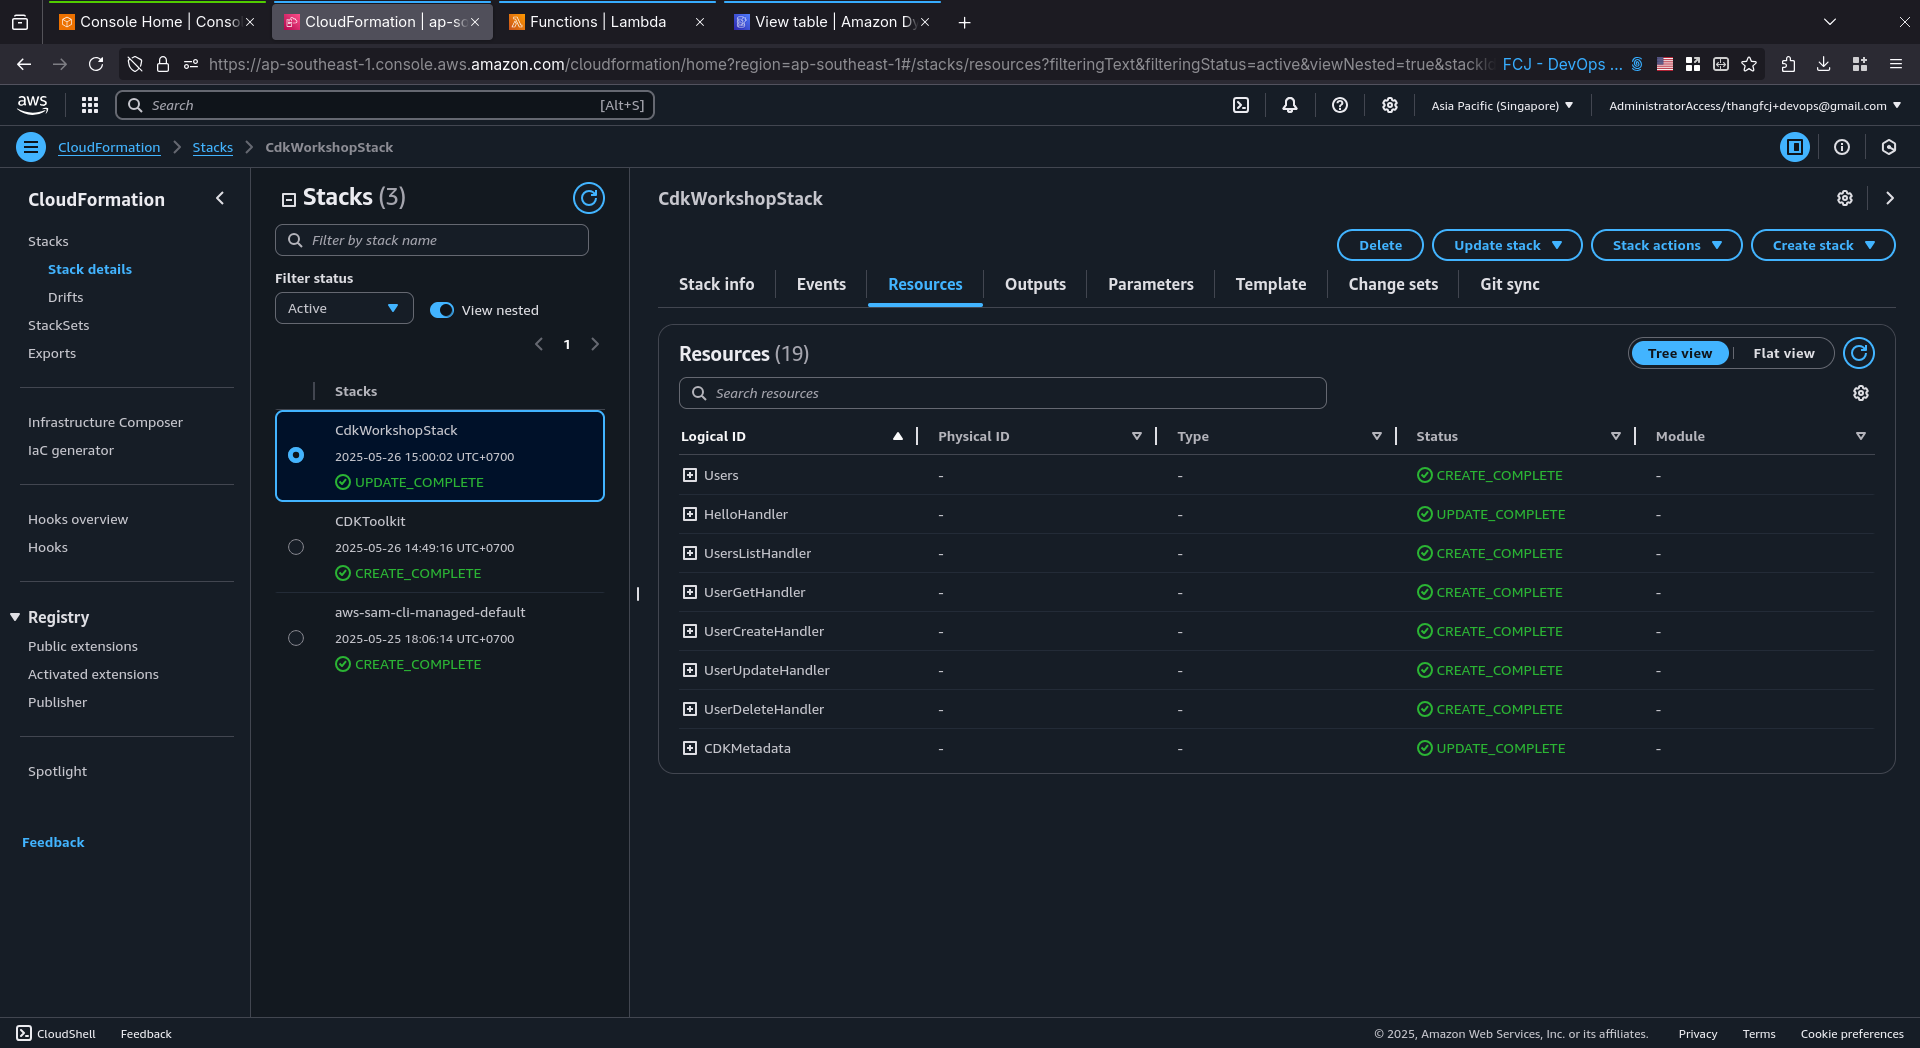 Console Home | Conso
CloudFormation | ap-so
Functions | Lambda
View table | Amazon Dy
https://ap-southeast-1.console.aws.amazon.com/cloudformation/home?region=ap-southeast-1#/stacks/resources?filteringText&filteringStatus=active&viewNested=true&stackId
FCJ - DevOps ...
aws
Search
[Alt+S]
Asia Pacific (Singapore)
AdministratorAccess/thangfcj+devops@gmail.com
CloudFormation
Stacks
CdkWorkshopStack
CloudFormation
Stacks
Stack details
Drifts
StackSets
Exports
Infrastructure Composer
IaC generator
Hooks overview
Hooks
Registry
Public extensions
Activated extensions
Publisher
Spotlight
Feedback
Stacks (3)
Filter by stack name
Filter status
Active
View nested
1
Stacks
CdkWorkshopStack
2025-05-26 15:00:02 UTC+0700
UPDATE_COMPLETE
CDKToolkit
2025-05-26 14:49:16 UTC+0700
CREATE_COMPLETE
aws-sam-cli-managed-default
2025-05-25 18:06:14 UTC+0700
CREATE_COMPLETE
CdkWorkshopStack
Delete
Update stack
Stack actions
Create stack
Stack info
Events
Resources
Outputs
Parameters
Template
Change sets
Git sync
Resources (19)
Tree view
Flat view
Search resources
Logical ID
Physical ID
Type
Status
Module
Users - - CREATE_COMPLETE -
HelloHandler - - UPDATE_COMPLETE -
UsersListHandler - - CREATE_COMPLETE -
UserGetHandler - - CREATE_COMPLETE -
UserCreateHandler - - CREATE_COMPLETE -
UserUpdateHandler - - CREATE_COMPLETE -
UserDeleteHandler - - CREATE_COMPLETE -
CDKMetadata - - UPDATE_COMPLETE -
CloudShell
Feedback
© 2025, Amazon Web Services, Inc. or its affiliates.
Privacy
Terms
Cookie preferences